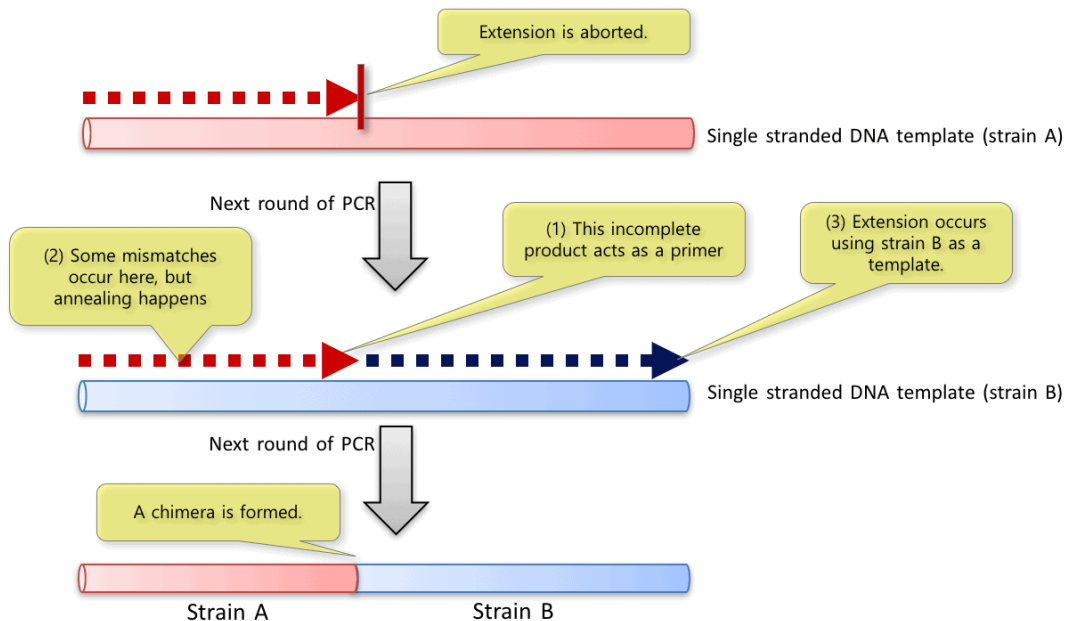 Extension is aborted.
Single stranded DNA template (strain A)
Next round of PCR
(1) This incomplete
product acts as a primer
(3) Extension occurs
using strain B as a
template.
(2) Some mismatches
occur here, but
annealing happens
Single stranded DNA template (strain B)
Next round of PCR
A chimera is formed.
Strain A
Strain B